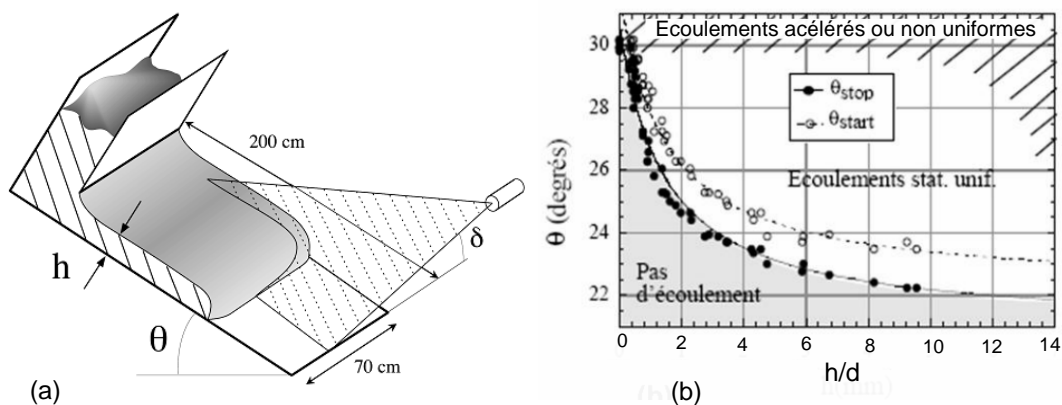 200 cm
h
θ
δ
70 cm
(a)
Ecoulements acélérés ou non uniformes
θstop
θstart
Ecoulements stat. unif.
Pas
d'écoulement
θ (degrés)
30
28
26
24
22
0 2 4 6 8 10 12 14
h/d
(b)